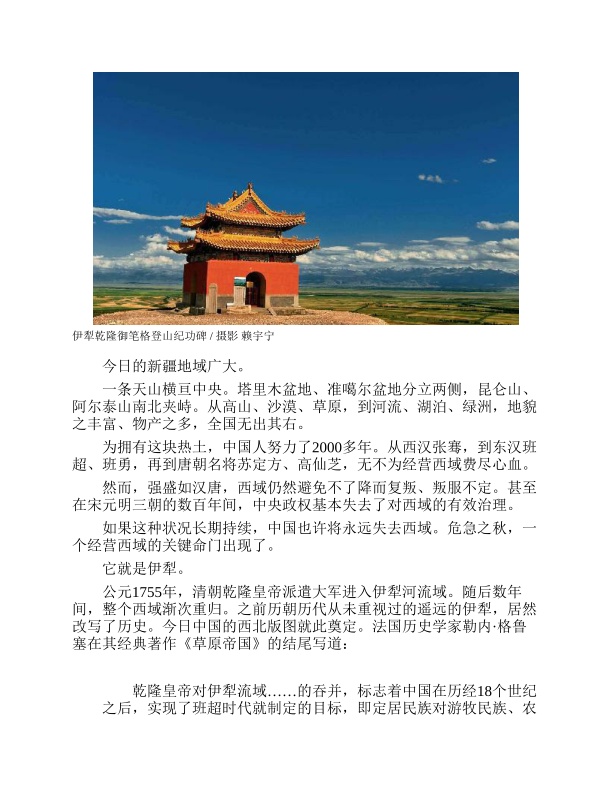 伊犁乾隆御笔格登山纪功碑 / 摄影 赖宇宁
今日的新疆地域广大。
一条天山横亘中央。塔里木盆地、准噶尔盆地分立两侧，昆仑山、
阿尔泰山南北夹峙。从高山、沙漠、草原，到河流、湖泊、绿洲，地貌
之丰富、物产之多，全国无出其右。
为拥有这块热土，中国人努力了2000多年。从西汉张骞，到东汉班
超、班勇，再到唐朝名将苏定方、高仙芝，无不为经营西域费尽心血。
然而，强盛如汉唐，西域仍然避免不了降而复叛、叛服不定。甚至
在宋元明三朝的数百年间，中央政权基本失去了对西域的有效治理。
如果这种状况长期持续，中国也许将永远失去西域。危急之秋，一
个经营西域的关键命门出现了。
它就是伊犁。
公元1755年，清朝乾隆皇帝派遣大军进入伊犁河流域。随后数年
间，整个西域渐次重归。之前历朝历代从未重视过的遥远的伊犁，居然
改写了历史。今日中国的西北版图就此奠定。法国历史学家勒内·格鲁
塞在其经典著作《草原帝国》的结尾写道：
乾隆皇帝对伊犁流域……的吞并，标志着中国在历经18个世纪
之后，实现了班超时代就制定的目标，即定居民族对游牧民族、农